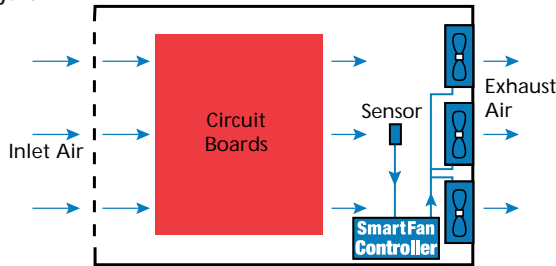 Inlet Air
Circuit
Boards
Sensor
SmartFan
Controller
Exhaust
Air